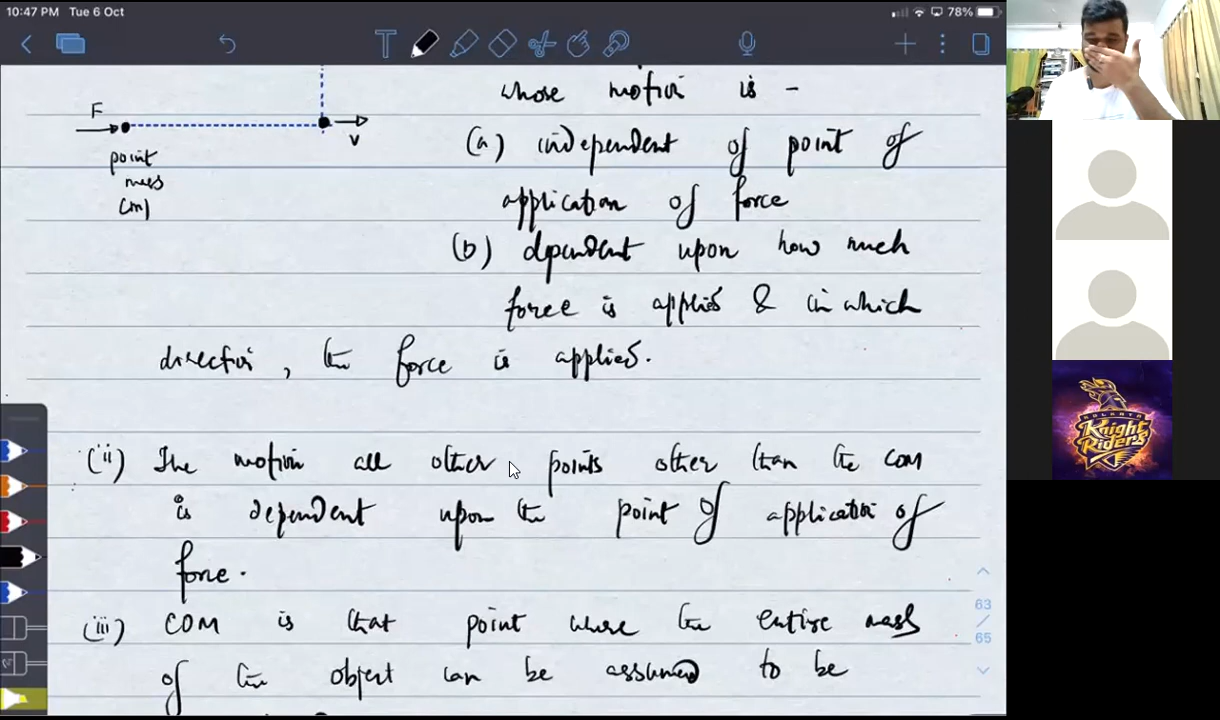 10:47 PM Tue 6 Oct
78%
T
whose motion is -
F
v
point
mass
(m)
(a) independent of point of
application of force
(b) dependent upon how much
force is applied & in which
direction, the force is applied.
(ii) The motion all other points other than the COM
is dependent upon the point of application of
force.
(iii) COM is that point where the entire mass
of the object can be assumed to be
63
/
65
KOLKATA
Knight
Riders